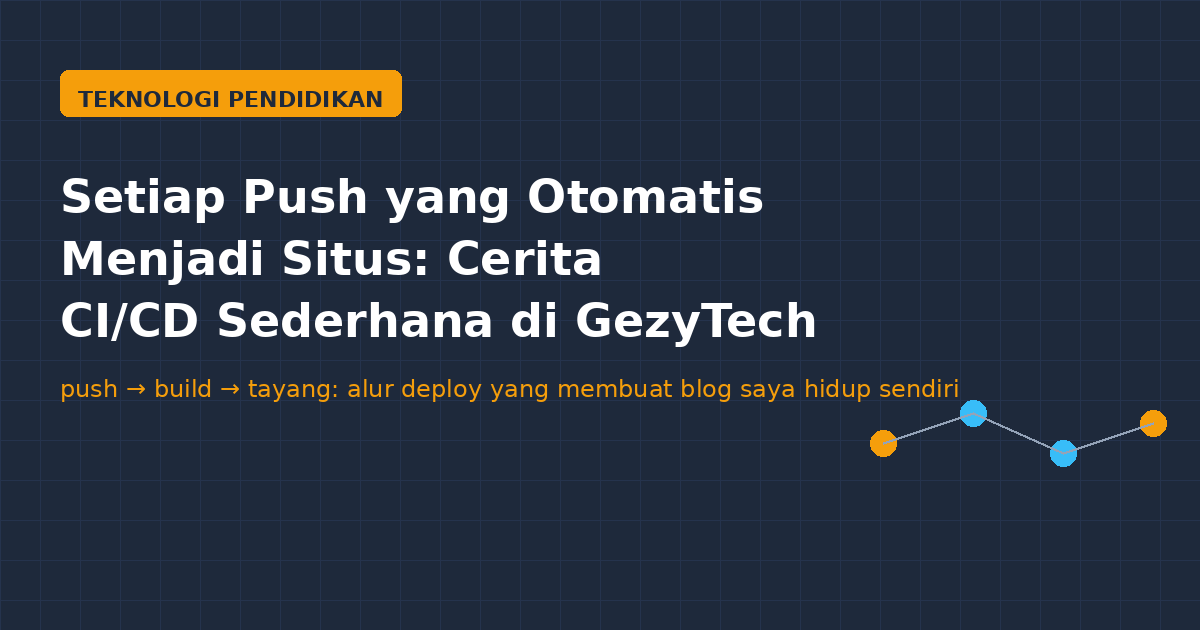 TEKNOLOGI PENDIDIKAN
Setiap Push yang Otomatis
Menjadi Situs: Cerita
CI/CD Sederhana di GezyTech
push → build → tayang: alur deploy yang membuat blog saya hidup sendiri